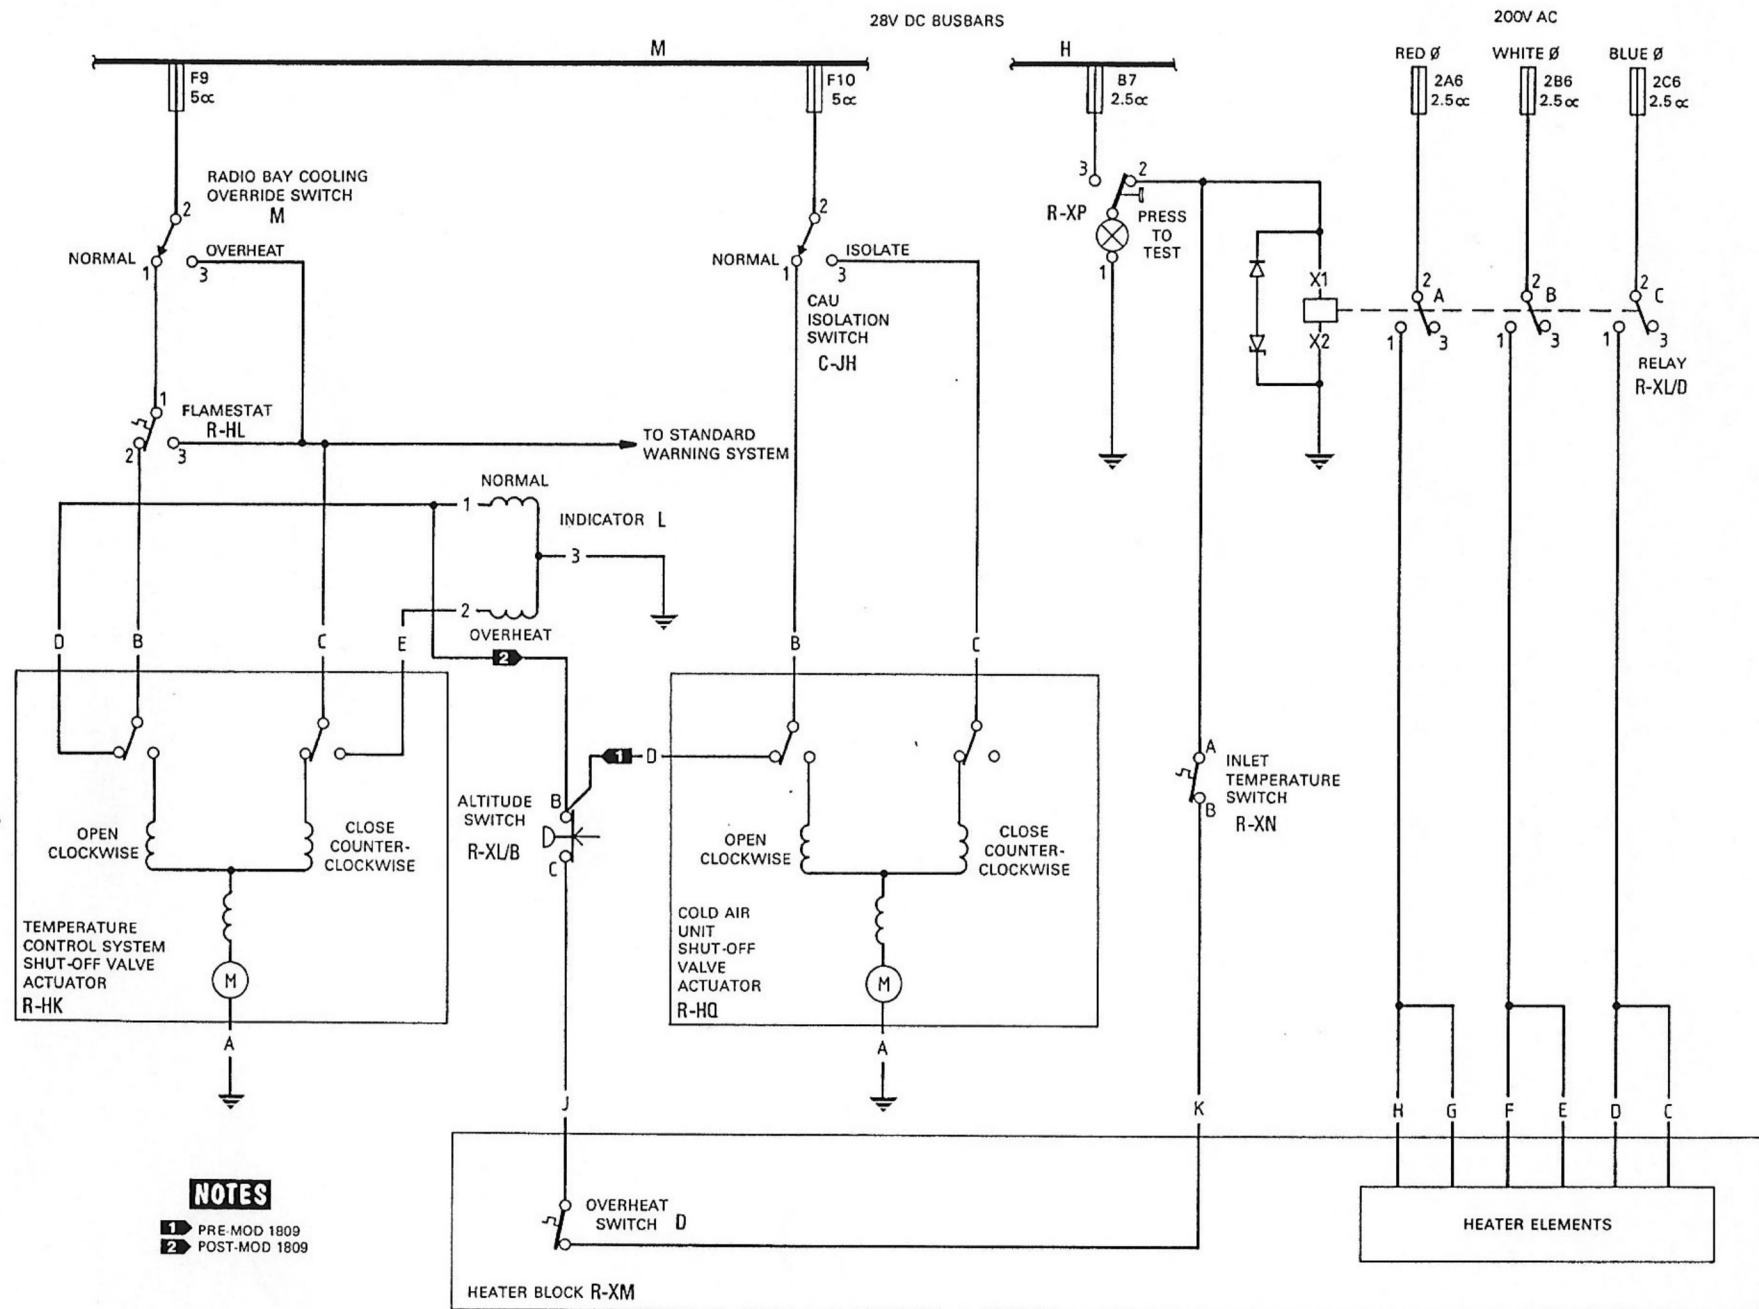 28V DC BUSBARS
200V AC
M
H
RED Ø
WHITE Ø
BLUE Ø
F9
5∝
F10
5∝
B7
2.5∝
2A6
2.5∝
2B6
2.5∝
2C6
2.5∝
RADIO BAY COOLING
OVERRIDE SWITCH
M
2
NORMAL
1
OVERHEAT
3
2
NORMAL
1
ISOLATE
3
CAU
ISOLATION
SWITCH
C-JH
3
2
R-XP
PRESS
TO
TEST
1
X1
X2
2
A
1
3
2
B
1
3
2
C
1
3
RELAY
R-XL/D
1
FLAMESTAT
R-HL
2
3
TO STANDARD
WARNING SYSTEM
NORMAL
1
INDICATOR L
3
2
OVERHEAT
D
B
C
E
2
B
C
1
D
A
INLET
TEMPERATURE
SWITCH
B
R-XN
ALTITUDE
SWITCH
R-XL/B
B
C
OPEN
CLOCKWISE
CLOSE
COUNTER-
CLOCKWISE
OPEN
CLOCKWISE
CLOSE
COUNTER-
CLOCKWISE
TEMPERATURE
CONTROL SYSTEM
SHUT-OFF VALVE
ACTUATOR
R-HK
M
COLD AIR
UNIT
SHUT-OFF
VALVE
ACTUATOR
R-HQ
M
A
A
J
K
H
G
F
E
D
C
NOTES
1 PRE-MOD 1809
2 POST-MOD 1809
OVERHEAT
SWITCH D
HEATER ELEMENTS
HEATER BLOCK R-XM